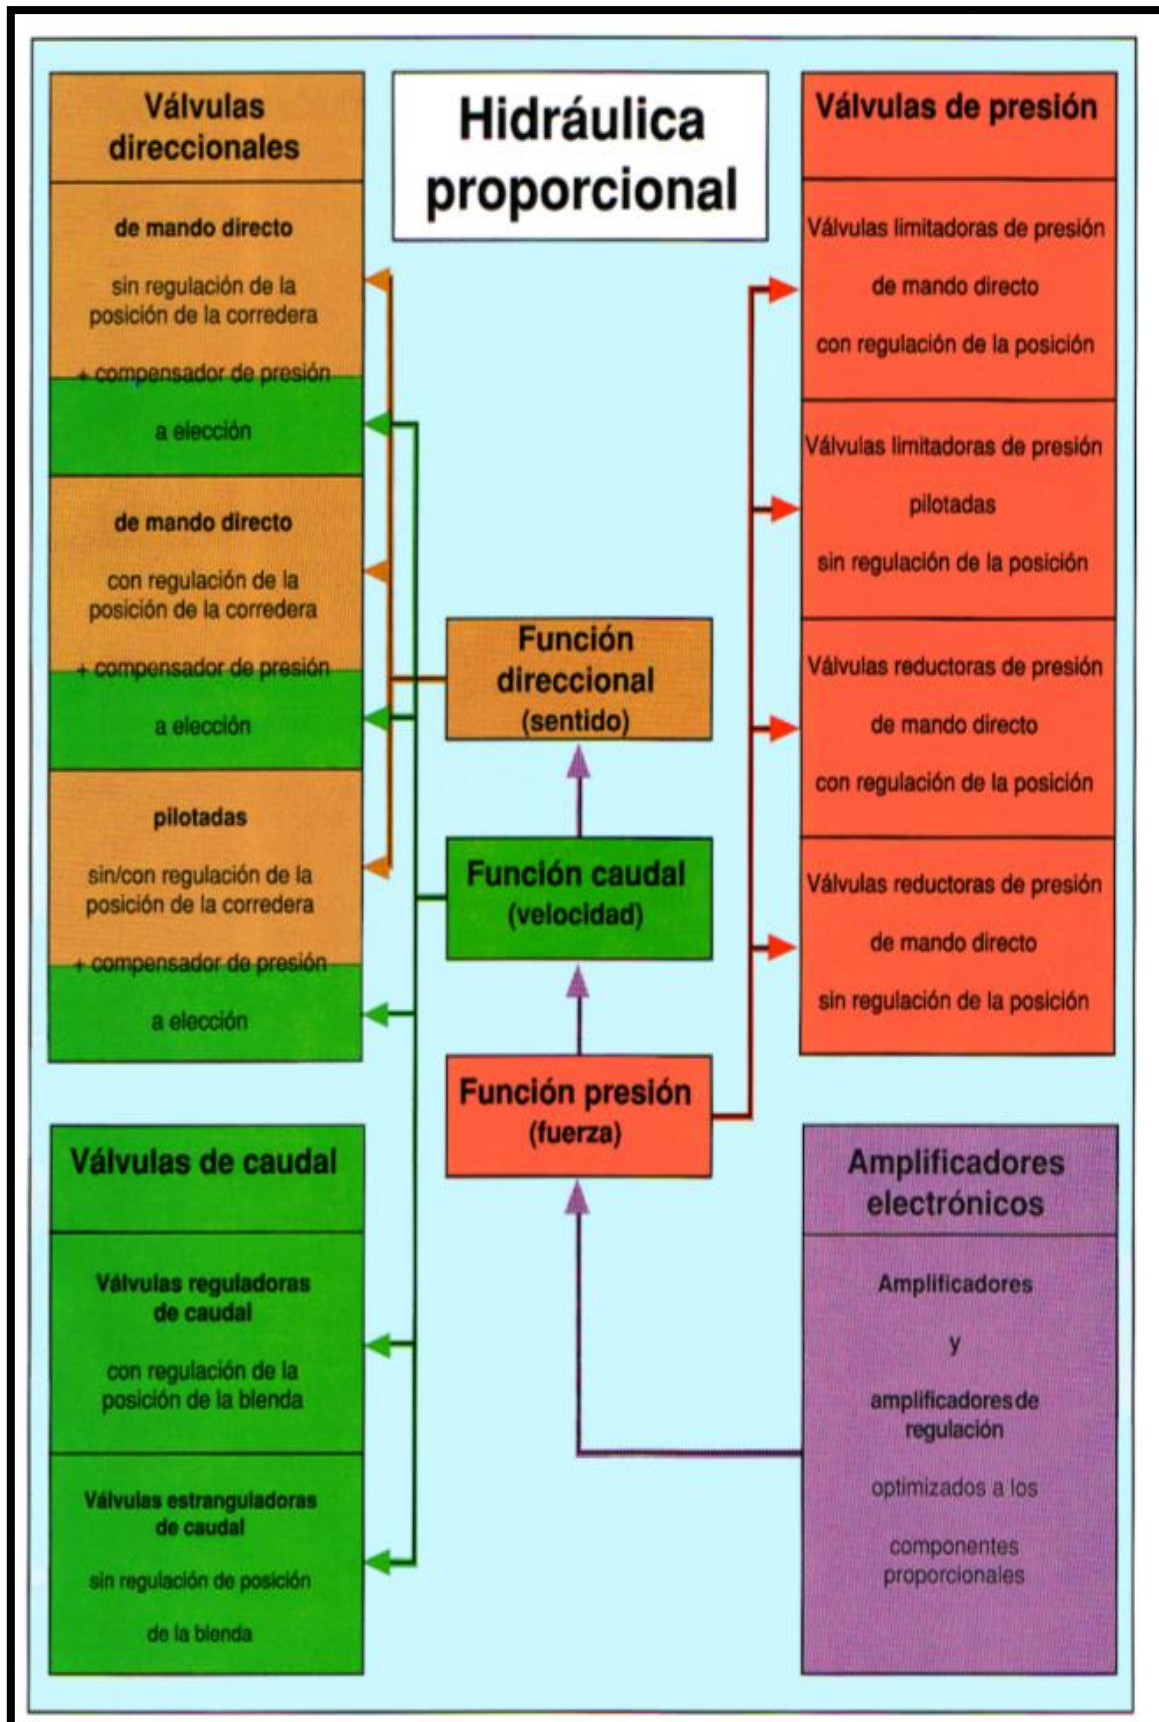 Hidráulica
proporcional
Válvulas
direccionales
de mando directo
sin regulación de la
posición de la corredera
+ compensador de presión
a elección
de mando directo
con regulación de la
posición de la corredera
+ compensador de presión
a elección
pilotadas
sin/con regulación de la
posición de la corredera
+ compensador de presión
a elección
Válvulas de caudal
Válvulas reguladoras
de caudal
con regulación de la
posición de la blenda
Válvulas estranguladoras
de caudal
sin regulación de posición
de la blenda
Función
direccional
(sentido)
Función caudal
(velocidad)
Función presión
(fuerza)
Válvulas de presión
Válvulas limitadoras de presión
de mando directo
con regulación de la posición
Válvulas limitadoras de presión
pilotadas
sin regulación de la posición
Válvulas reductoras de presión
de mando directo
con regulación de la posición
Válvulas reductoras de presión
de mando directo
sin regulación de la posición
Amplificadores
electrónicos
Amplificadores
y
amplificadores de
regulación
optimizados a los
componentes
proporcionales